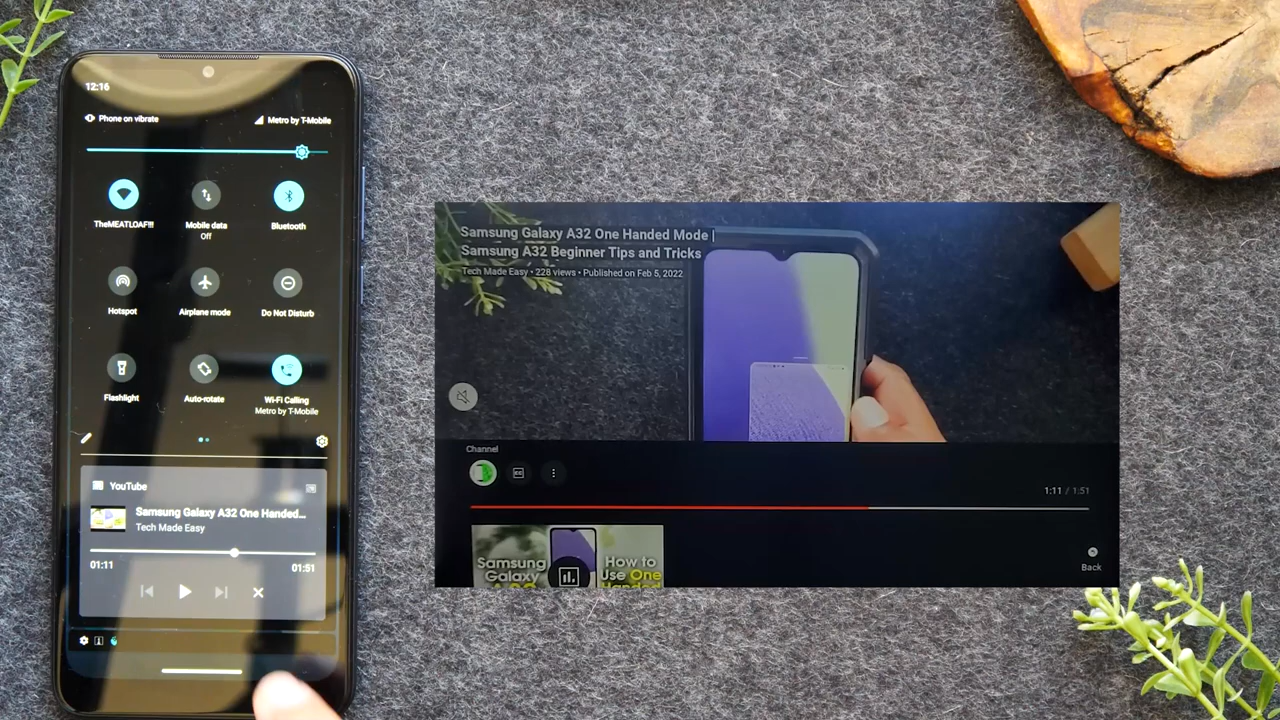 12:16
Phone on vibrate
Metro by T-Mobile
TheMEATLOAF!!!
Mobile data
Off
Bluetooth
Hotspot
Airplane mode
Do Not Disturb
Flashlight
Auto-rotate
Wi-Fi Calling
Metro by T-Mobile
YouTube
Samsung Galaxy A32 One Handed...
Tech Made Easy
01:11
01:51
Samsung Galaxy A32 One Handed Mode |
Samsung A32 Beginner Tips and Tricks
Tech Made Easy • 228 views • Published on Feb 5, 2022
Channel
CC
1:11 / 1:51
Samsung
Galaxy
How to
Use One
Handed
Back